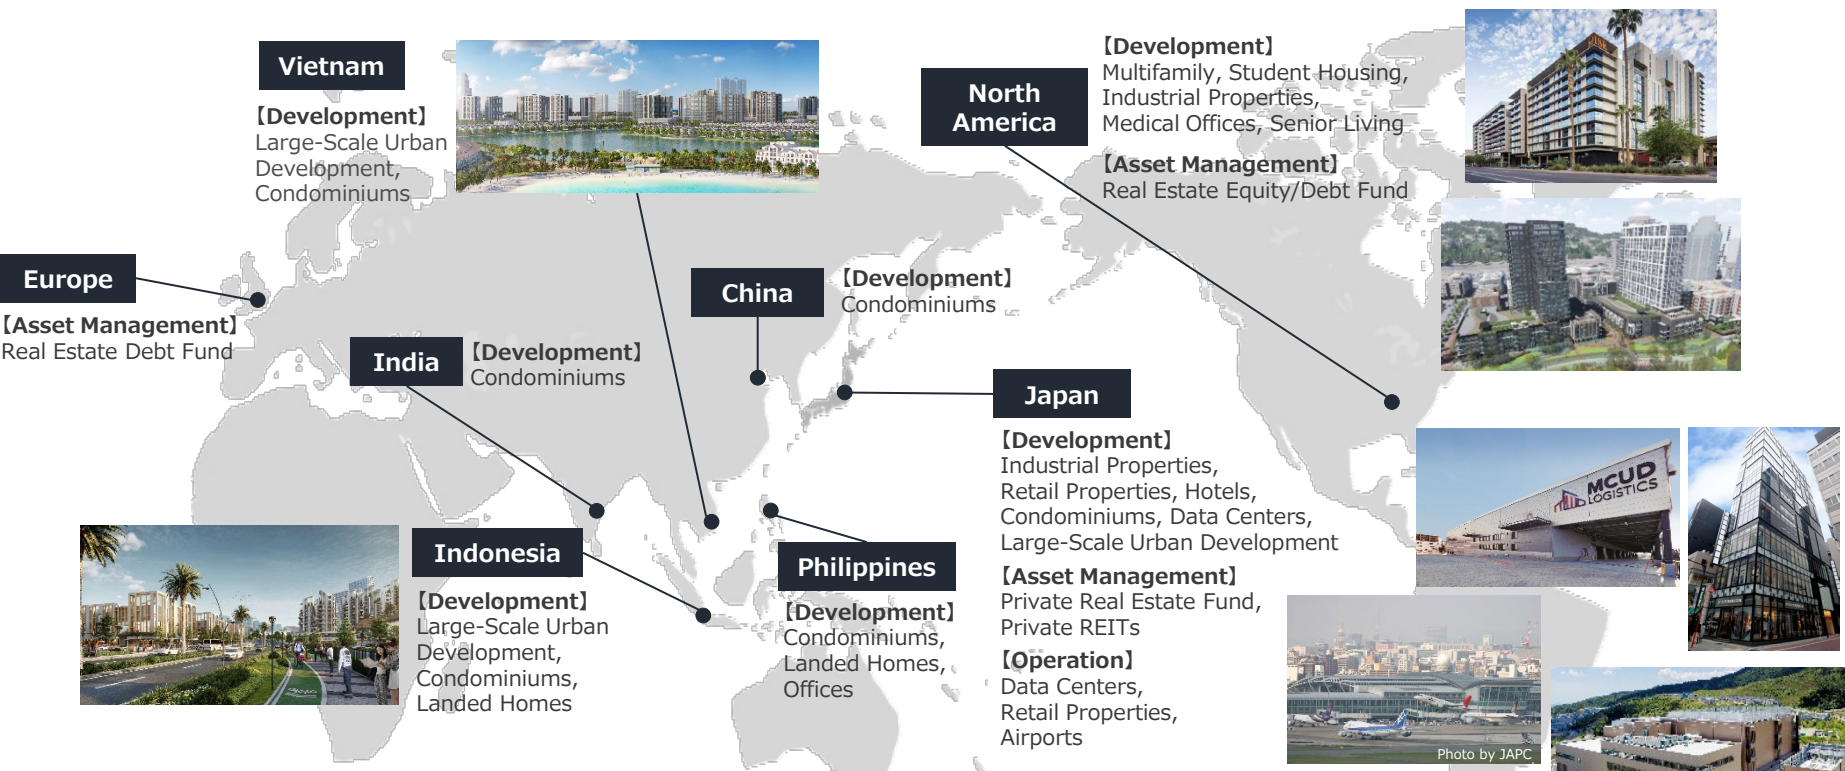 Vietnam
【Development】
Large-Scale Urban
Development,
Condominiums
North
America
【Development】
Multifamily, Student Housing,
Industrial Properties,
Medical Offices, Senior Living
【Asset Management】
Real Estate Equity/Debt Fund
Europe
【Asset Management】
Real Estate Debt Fund
China
【Development】
Condominiums
India
【Development】
Condominiums
Japan
【Development】
Industrial Properties,
Retail Properties, Hotels,
Condominiums, Data Centers,
Large-Scale Urban Development
【Asset Management】
Private Real Estate Fund,
Private REITs
【Operation】
Data Centers,
Retail Properties,
Airports
Indonesia
【Development】
Large-Scale Urban
Development,
Condominiums,
Landed Homes
Philippines
【Development】
Condominiums,
Landed Homes,
Offices
MCUD
LOGISTICS
Photo by JAPC